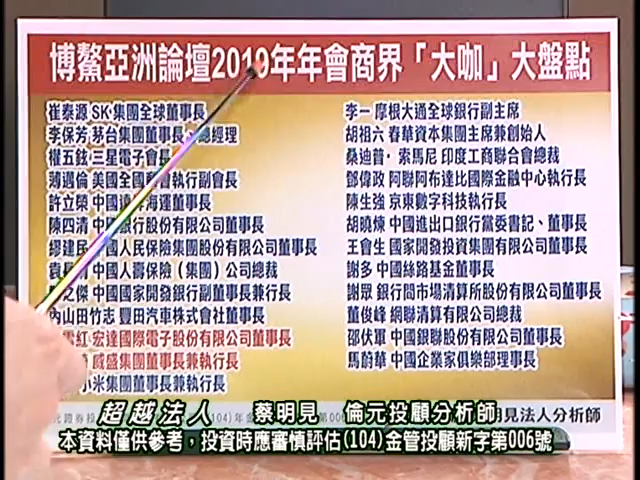 博鰲亞洲論壇2019年年會商界「大咖」大盤點
崔泰源 SK集團全球董事長
李保芳 茅台集團董事長、總經理
權五鉉 三星電子會長
薄邁倫 美國全國商會執行副會長
許立榮 中國遠洋海運董事長
陳四清 中國銀行股份有限公司董事長
繆建民 中國人民保險集團股份有限公司董事長
袁長清 中國人壽保險（集團）公司總裁
之傑 中國國家開發銀行副董事長兼行長
內山田竹志 豐田汽車株式會社董事長
雪紅 宏達國際電子股份有限公司董事長
威盛集團董事長兼執行長
小米集團董事長兼執行長
李一 摩根大通全球銀行副主席
胡祖六 春華資本集團主席兼創始人
桑迪普·索馬尼 印度工商聯合會總裁
鄧偉政 阿聯阿布達比國際金融中心執行長
陳生強 京東數字科技執行長
胡曉煉 中國進出口銀行黨委書記、董事長
王會生 國家開發投資集團有限公司董事長
謝多 中國絲路基金董事長
謝眾 銀行間市場清算所股份有限公司董事長
董俊峰 網聯清算有限公司總裁
邵伏軍 中國銀聯股份有限公司董事長
馬蔚華 中國企業家俱樂部理事長
超越法人 蔡明見 倫元投顧分析師
明見法人分析師
本資料僅供參考，投資時應審慎評估(104)金管投顧新字第006號